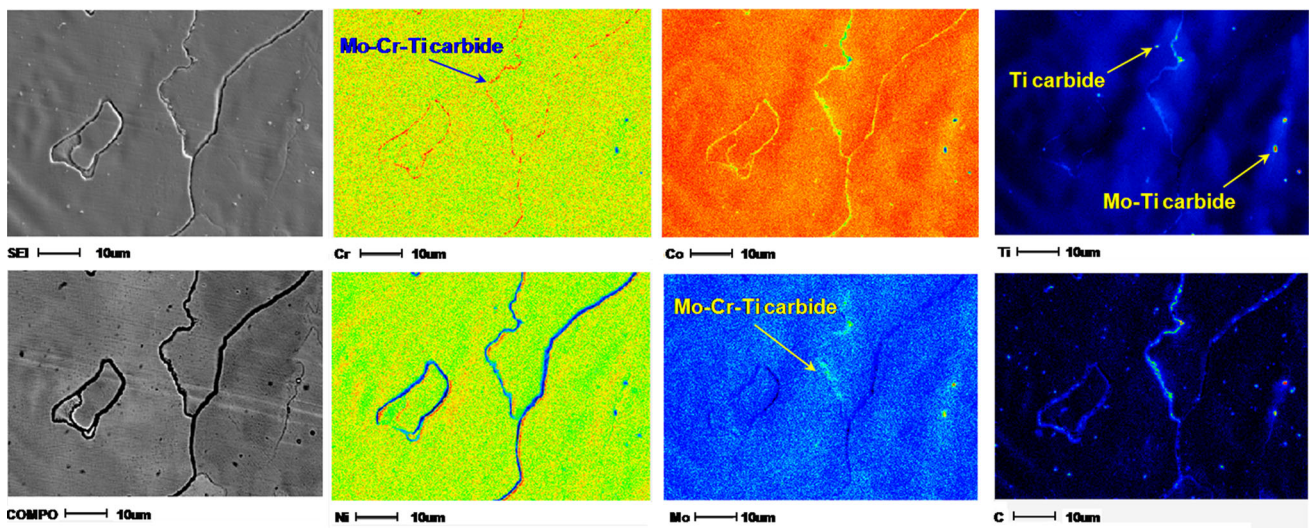 Mo-Cr-Ti carbide
Ti carbide
Mo-Ti carbide
SEI 10um
Cr 10um
Co 10um
Ti 10um
Mo-Cr-Ti carbide
COMPO 10um
Ni 10um
Mo 10um
C 10um